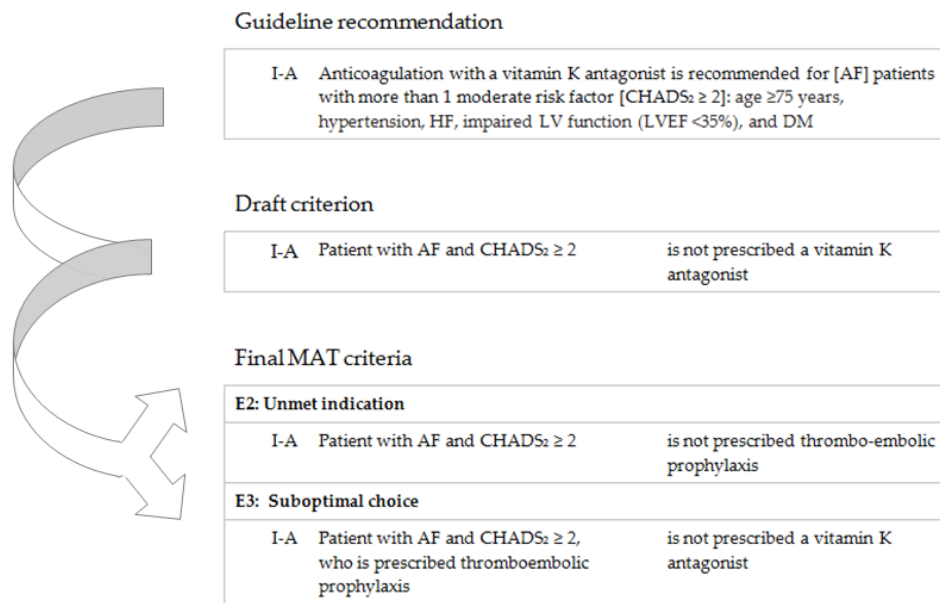 Guideline recommendation
I-A Anticoagulation with a vitamin K antagonist is recommended for [AF] patients
with more than 1 moderate risk factor [CHADS₂ ≥ 2]: age ≥75 years,
hypertension, HF, impaired LV function (LVEF <35%), and DM
Draft criterion
I-A Patient with AF and CHADS₂ ≥ 2 is not prescribed a vitamin K
antagonist
Final MAT criteria
E2: Unmet indication
I-A Patient with AF and CHADS₂ ≥ 2 is not prescribed thrombo-embolic
prophylaxis
E3: Suboptimal choice
I-A Patient with AF and CHADS₂ ≥ 2, is not prescribed a vitamin K
who is prescribed thromboembolic antagonist
prophylaxis